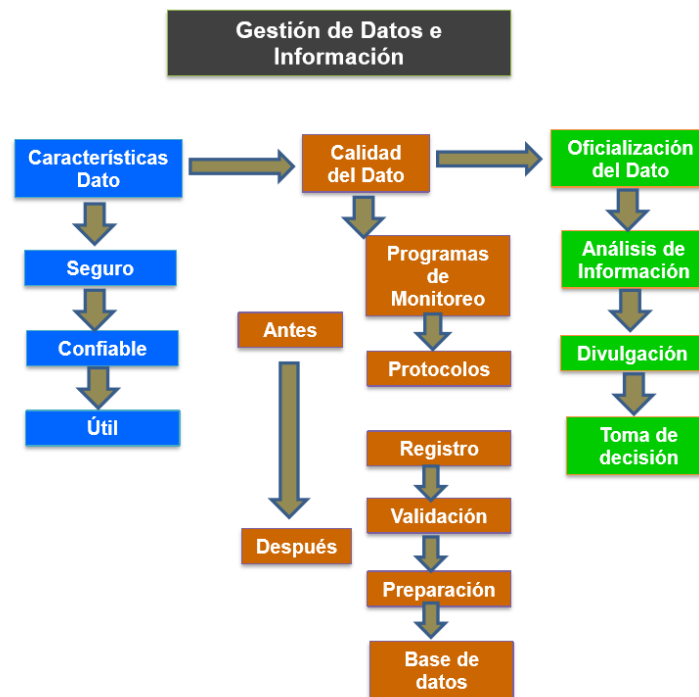 Gestión de Datos e
Información
Característícas
Dato
Seguro
Confiable
Útil
Calidad
del Dato
Programas
de
Monitoreo
Protocolos
Antes
Después
Registro
Validación
Preparación
Base de
datos
Oficialización
del Dato
Análisis de
Información
Divulgación
Toma de
decisión